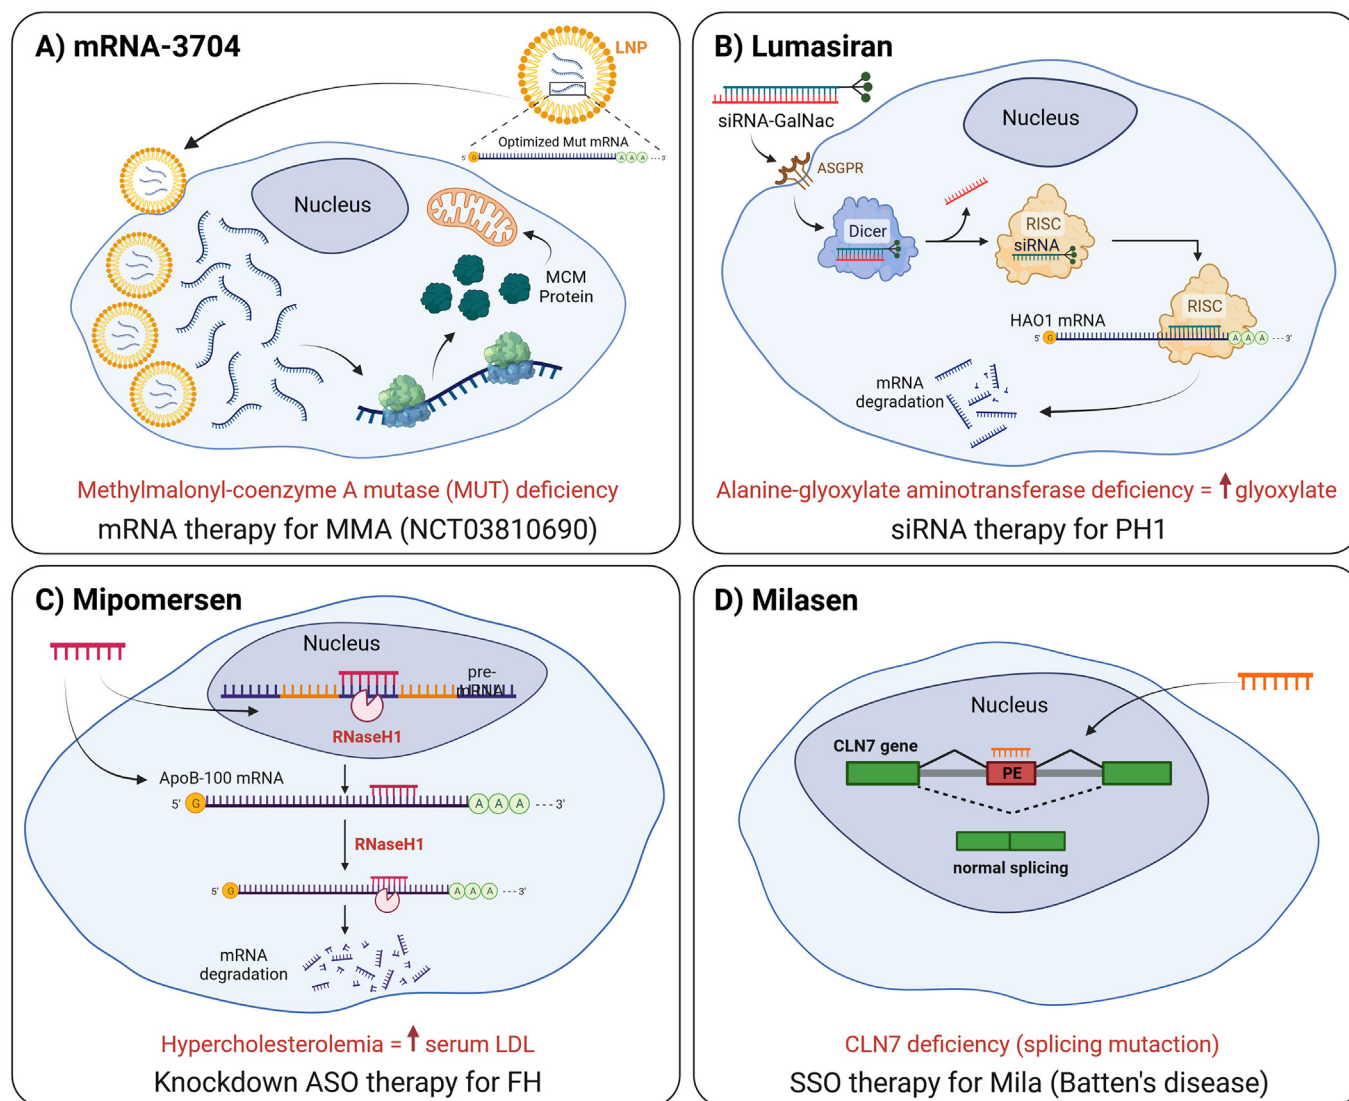 A) mRNA-3704
LNP
Optimized Mut mRNA
5' G A A A --- 3'
Nucleus
MCM
Protein
Methylmalonyl-coenzyme A mutase (MUT) deficiency
mRNA therapy for MMA (NCT03810690)
B) Lumasiran
siRNA-GalNac
Nucleus
ASGPR
Dicer
RISC
siRNA
RISC
HAO1 mRNA
5' G A A A --- 3'
mRNA
degradation
Alanine-glyoxylate aminotransferase deficiency = glyoxylate
siRNA therapy for PH1
C) Mipomersen
Nucleus
pre-
mRNA
RNaseH1
ApoB-100 mRNA
5' G A A A --- 3'
RNaseH1
5' G A A A --- 3'
mRNA
degradation
Hypercholesterolemia = serum LDL
Knockdown ASO therapy for FH
D) Milasen
Nucleus
CLN7 gene
PE
normal splicing
CLN7 deficiency (splicing mutaction)
SSO therapy for Mila (Batten's disease)